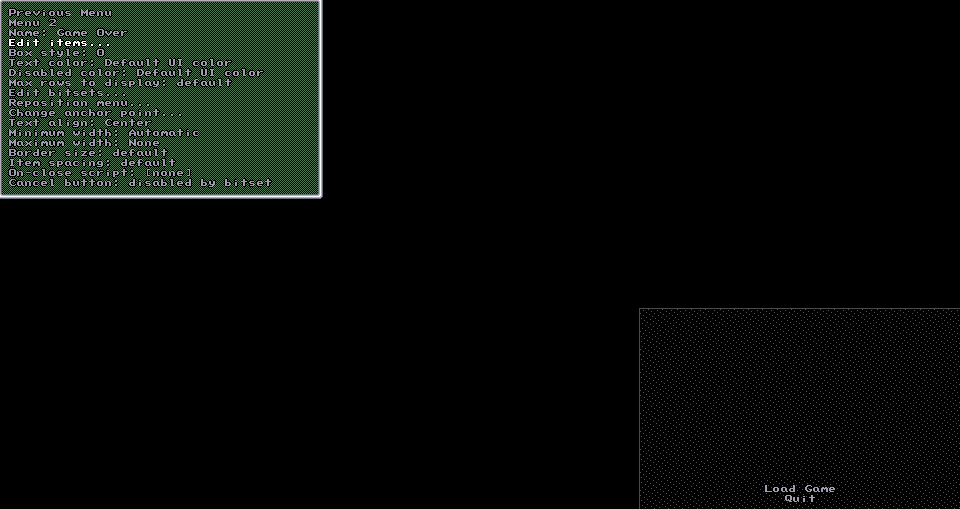 Previous Menu
Menu 2
Name: Game Over
Edit items...
Box style: 0
Text color: Default UI color
Disabled color: Default UI color
Max rows to display: default
Edit bitsets...
Reposition menu...
Change anchor point...
Text align: Center
Minimum width: Automatic
Maximum width: None
Border size: default
Item spacing: default
On-close script: [none]
Cancel button: disabled by bitset
Load Game
Quit